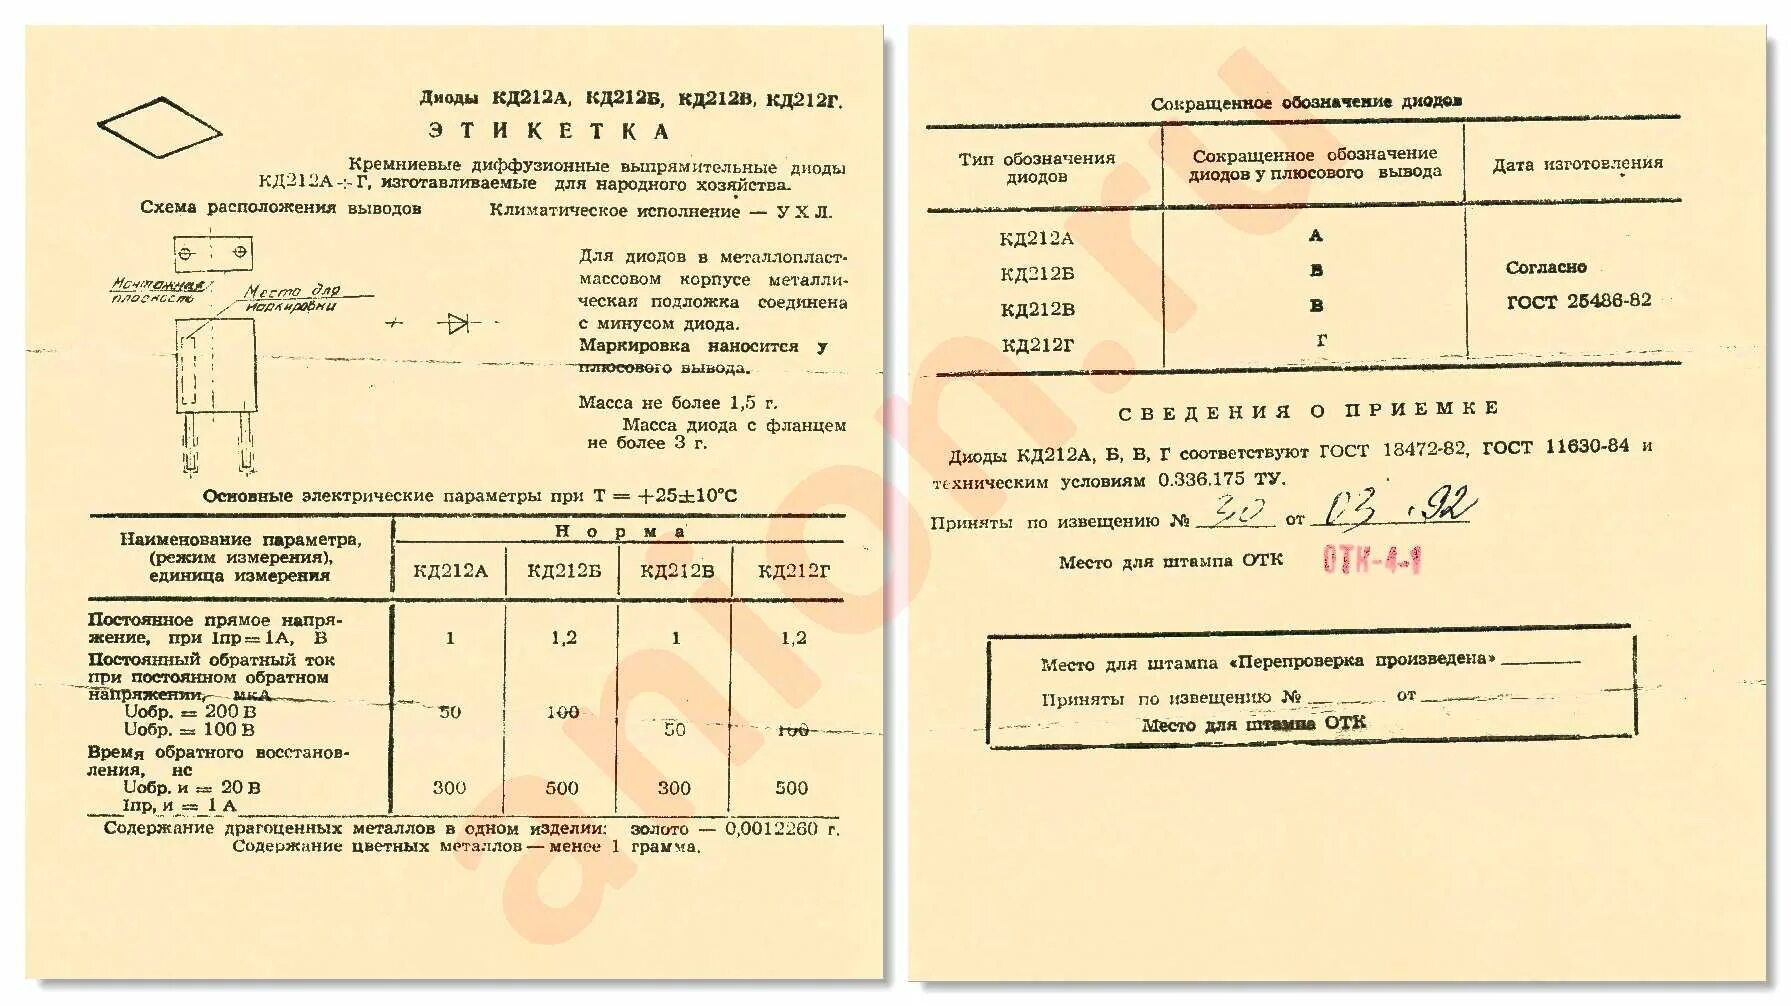 Диоды КД212А, КД212Б, КД212В, КД212Г.
ЭТИКЕТКА
Кремниевые диффузионные выпрямительные диоды
КД212А-:-Г, изготавливаемые для народного хозяйства.
Схема расположения выводов
Климатическое исполнение — У Х Л.
Монтажная
плоскость
Место для
маркировки
+ -
Для диодов в металлопласт-
массовом корпусе металли-
ческая подложка соединена
с минусом диода.
Маркировка наносится у
плюсового вывода.
Масса не более 1,5 г.
Масса диода с фланцем
не более 3 г.
Основные электрические параметры при Т = +25±10°С
Наименование параметра,
(режим измерения),
единица измерения
Норма
КД212А КД212Б КД212В КД212Г
Постоянное прямое напря-
жение, при Iпр=1А, В 1 1,2 1 1,2
Постоянный обратный ток
при постоянном обратном
напряжении, мкА
Uобр. = 200 В 50 100
Uобр. = 100 В 50 100
Время обратного восстанов-
ления, нс
Uобр. и = 20 В 300 500 300 500
Iпр, и = 1 А
Содержание драгоценных металлов в одном изделии: золото — 0,0012260 г.
Содержание цветных металлов — менее 1 грамма.
Сокращенное обозначение диодов
Тип обозначения
диодов
Сокращенное обозначение
диодов у плюсового вывода
Дата изготовления
КД212А А
КД212Б В
КД212В В
КД212Г Г
Согласно
ГОСТ 25486-82
СВЕДЕНИЯ О ПРИЕМКЕ
Диоды КД212А, Б, В, Г соответствуют ГОСТ 18472-82, ГОСТ 11630-84 и
техническим условиям 0.336.175 ТУ.
Приняты по извещению № 30 от 03.92
Место для штампа ОТК ОТК-4-1
Место для штампа «Перепроверка произведена»
Приняты по извещению № от
Место для штампа ОТК
anion.ru